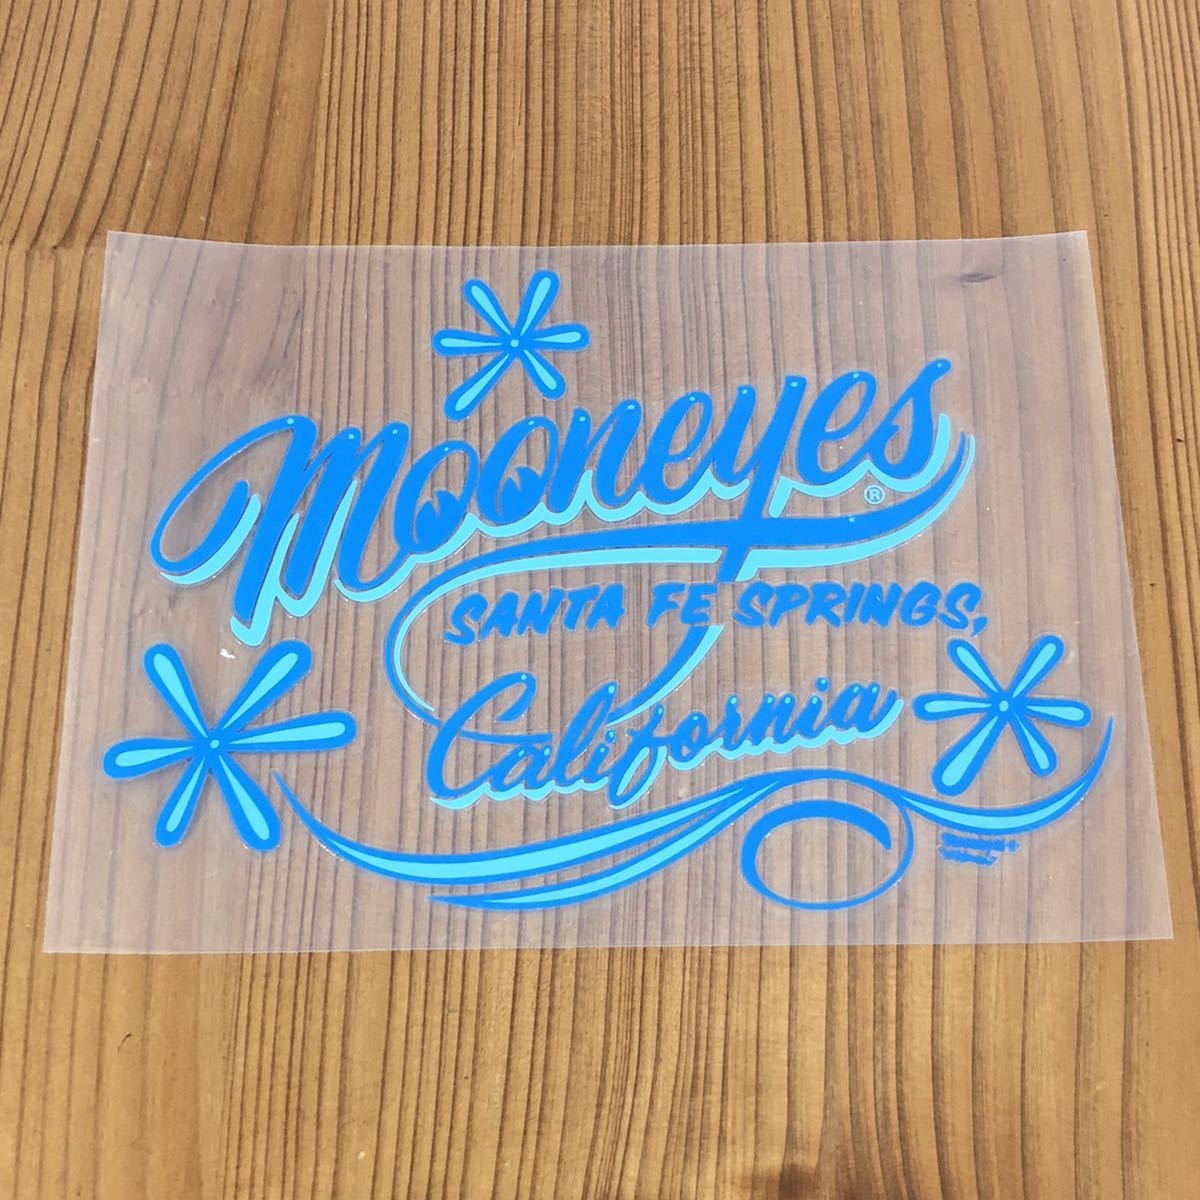 Mooneyes®
SANTA FE SPRINGS,
California